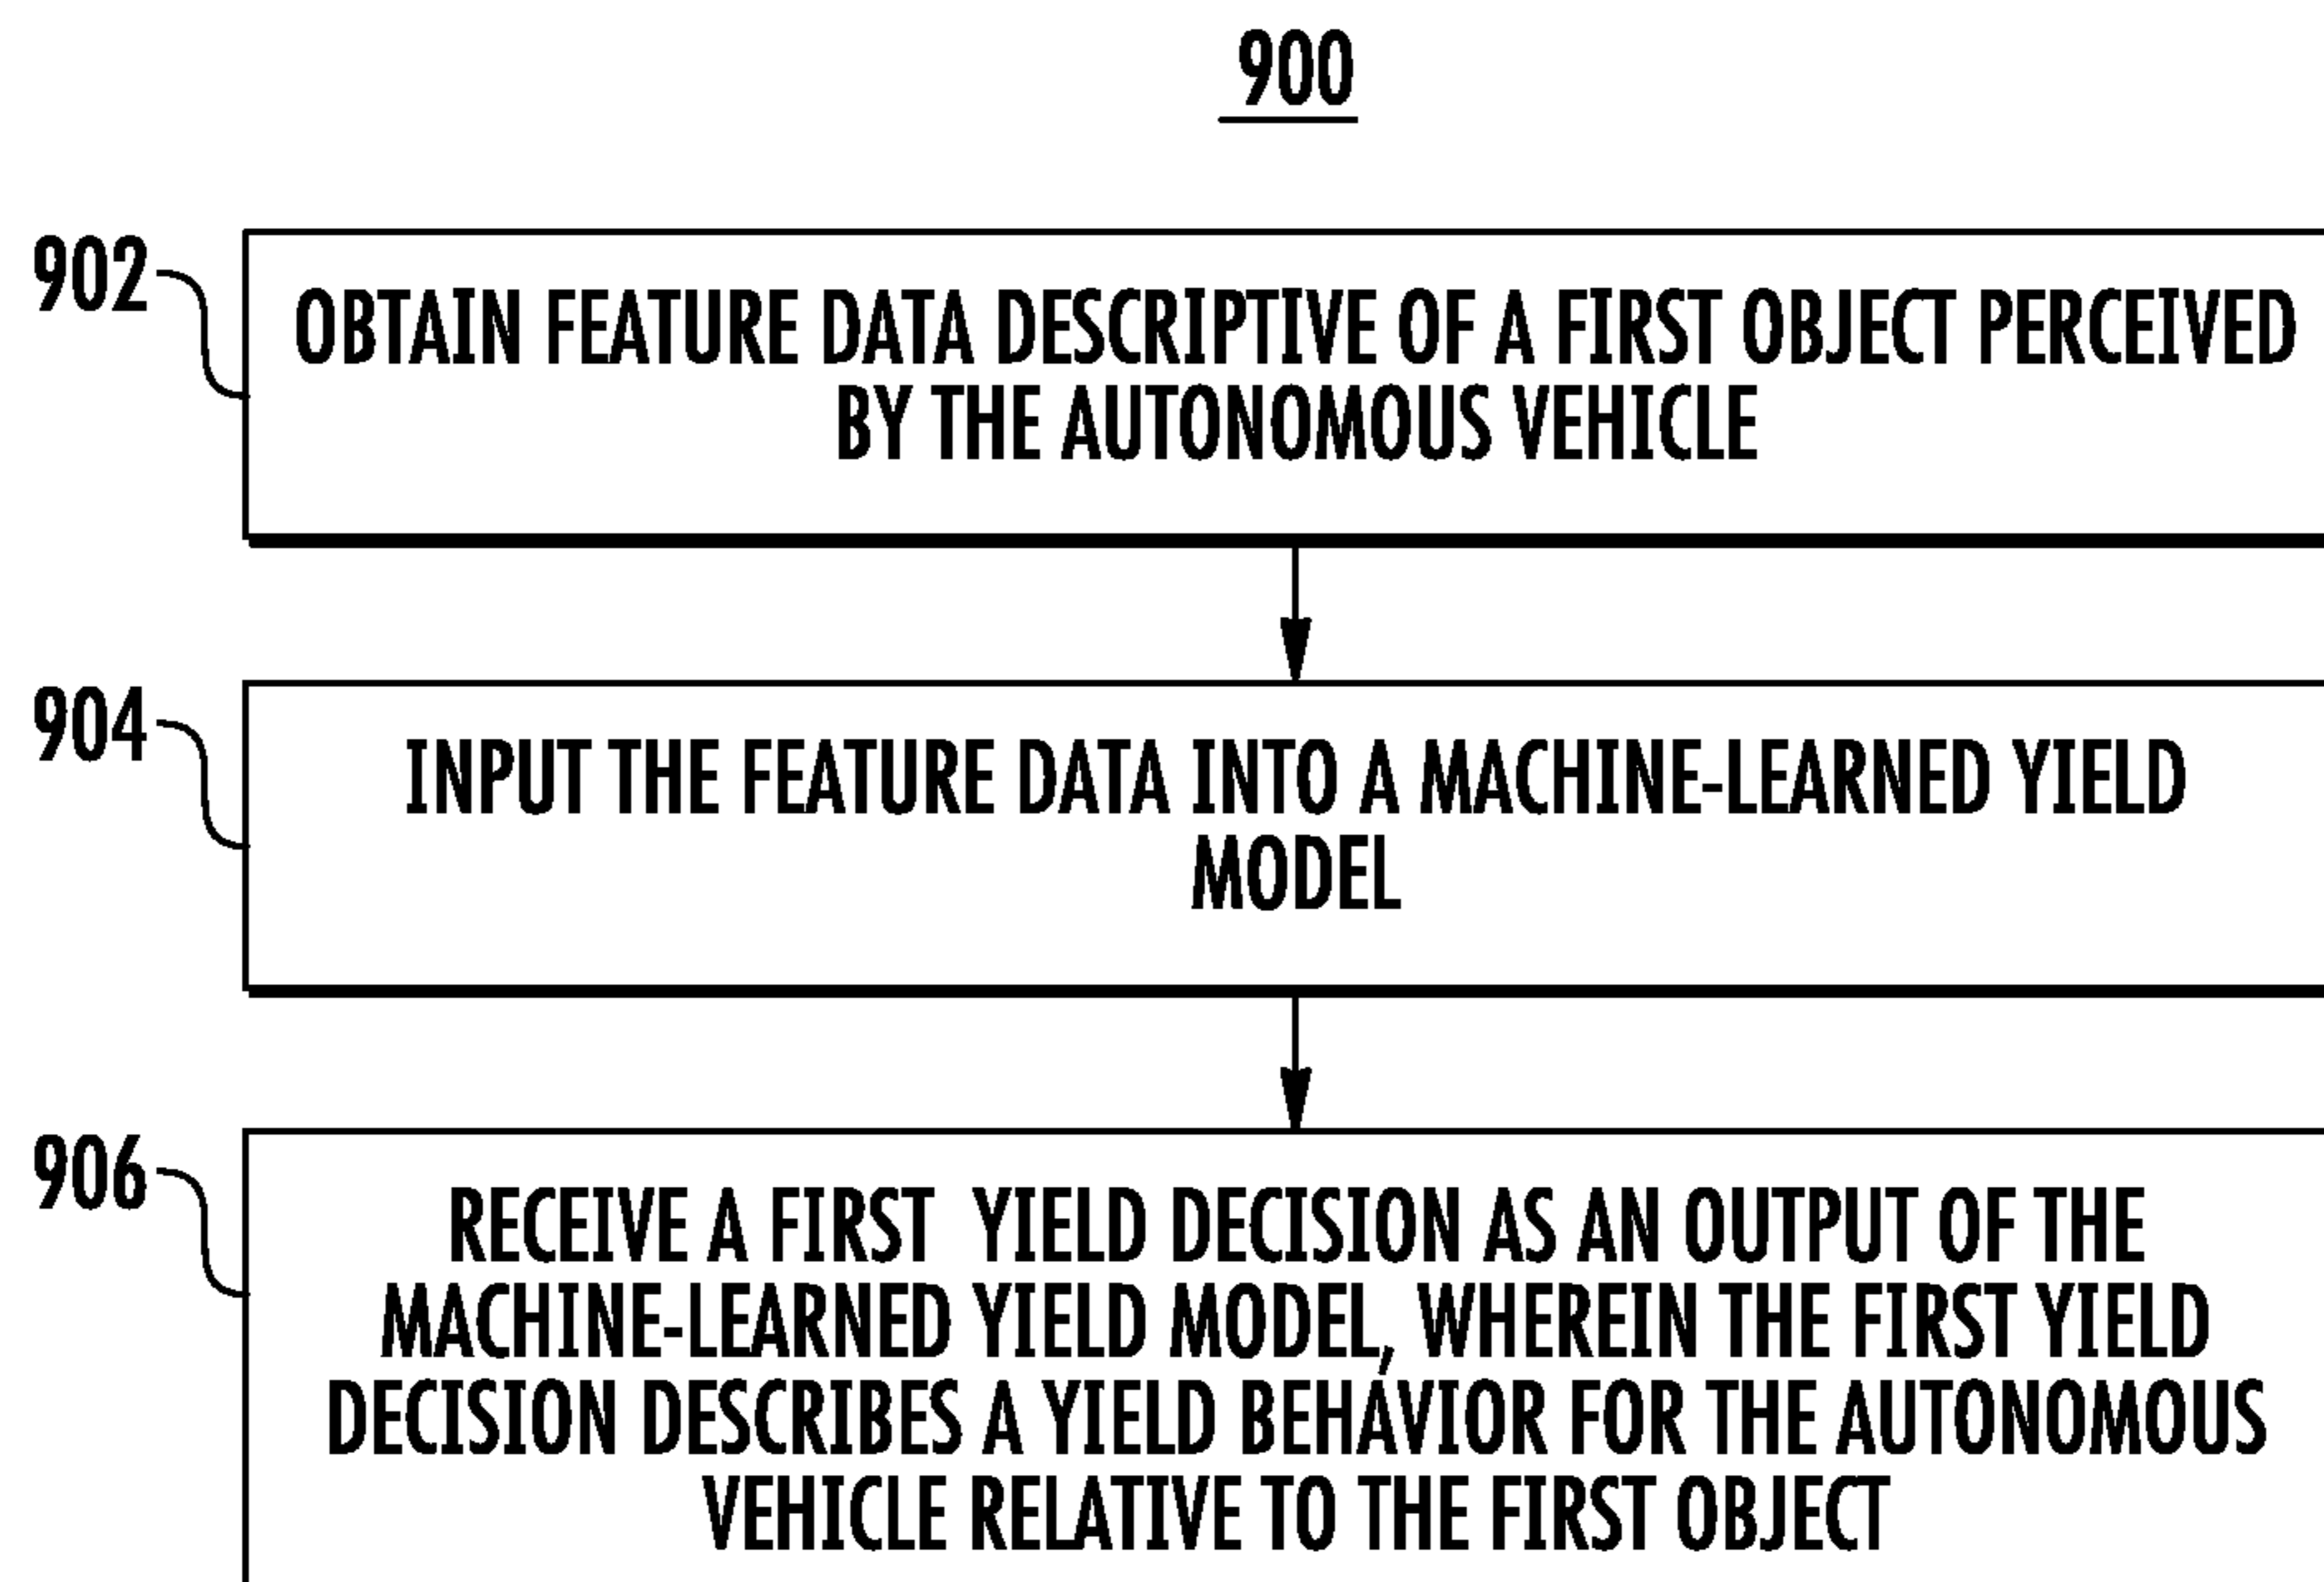 900
902
OBTAIN FEATURE DATA DESCRIPTIVE OF A FIRST OBJECT PERCEIVED
BY THE AUTONOMOUS VEHICLE
904
INPUT THE FEATURE DATA INTO A MACHINE-LEARNED YIELD
MODEL
906
RECEIVE A FIRST YIELD DECISION AS AN OUTPUT OF THE
MACHINE-LEARNED YIELD MODEL, WHEREIN THE FIRST YIELD
DECISION DESCRIBES A YIELD BEHAVIOR FOR THE AUTONOMOUS
VEHICLE RELATIVE TO THE FIRST OBJECT